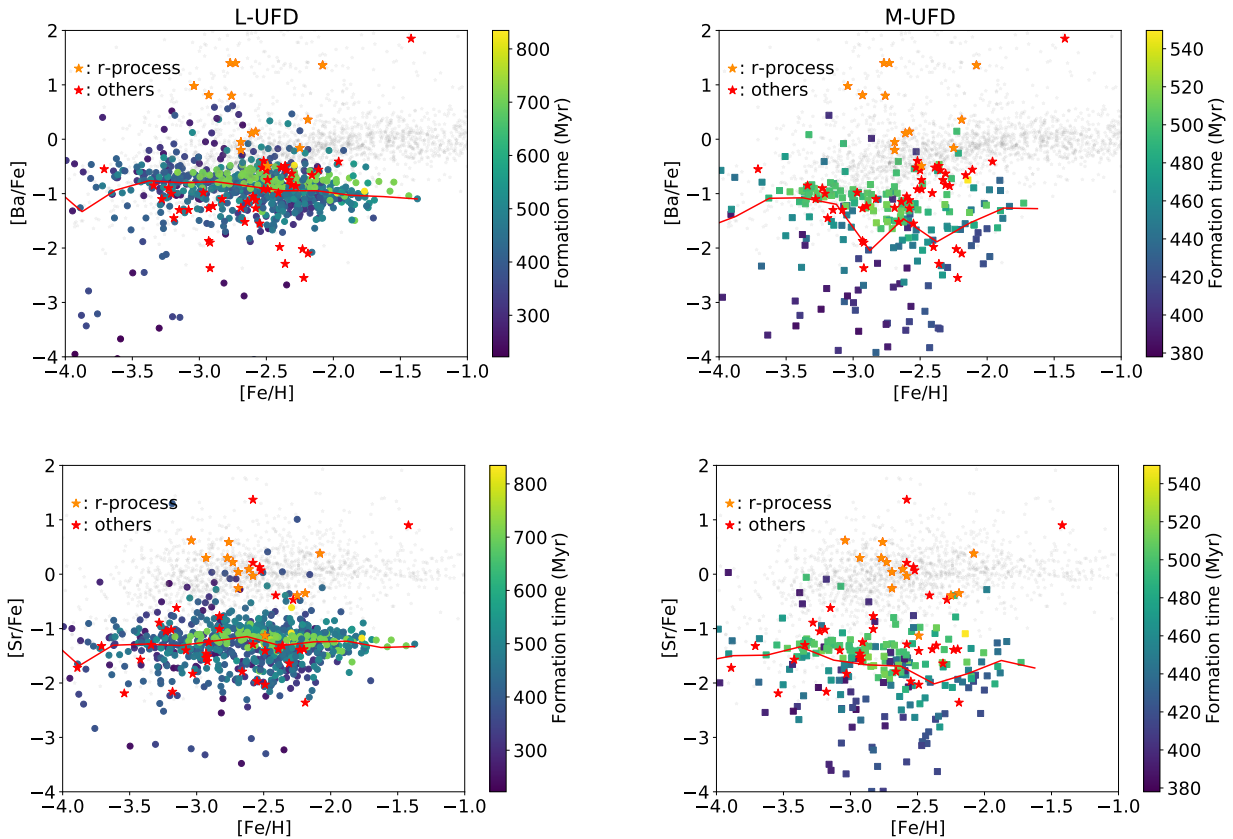 L-UFD
M-UFD
2
1
0
−1
−2
−3
−4
[Ba/Fe]
★: r-process
★: others
−4.0 −3.5 −3.0 −2.5 −2.0 −1.5 −1.0
[Fe/H]
800
700
600
500
400
300
Formation time (Myr)
2
1
0
−1
−2
−3
−4
[Ba/Fe]
★: r-process
★: others
−4.0 −3.5 −3.0 −2.5 −2.0 −1.5 −1.0
[Fe/H]
540
520
500
480
460
440
420
400
380
Formation time (Myr)
2
1
0
−1
−2
−3
−4
[Sr/Fe]
★: r-process
★: others
−4.0 −3.5 −3.0 −2.5 −2.0 −1.5 −1.0
[Fe/H]
800
700
600
500
400
300
Formation time (Myr)
2
1
0
−1
−2
−3
−4
[Sr/Fe]
★: r-process
★: others
−4.0 −3.5 −3.0 −2.5 −2.0 −1.5 −1.0
[Fe/H]
540
520
500
480
460
440
420
400
380
Formation time (Myr)